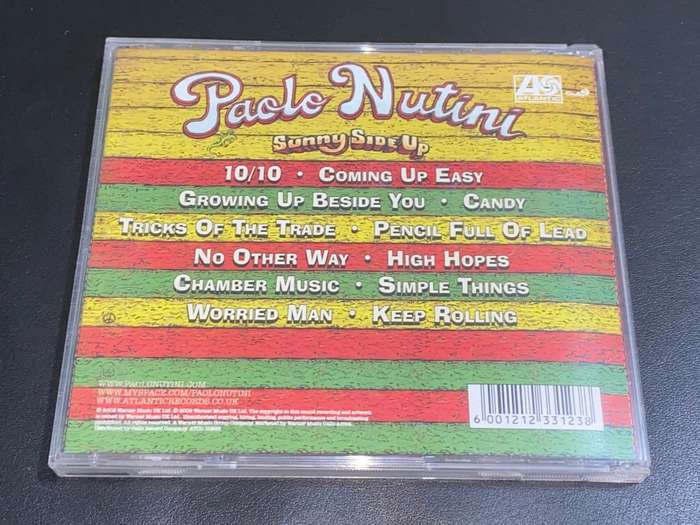 Paolo Nutini
ATLANTIC
Sunny Side Up
10/10 • Coming Up Easy
Growing Up Beside You • Candy
Tricks Of The Trade • Pencil Full Of Lead
No Other Way • High Hopes
Chamber Music • Simple Things
Worried Man • Keep Rolling
WWW.PAOLONUTINI.COM
WWW.MYSPACE.COM/PAOLONUTINI
WWW.ATLANTICRECORDS.CO.UK
6 001212 331238